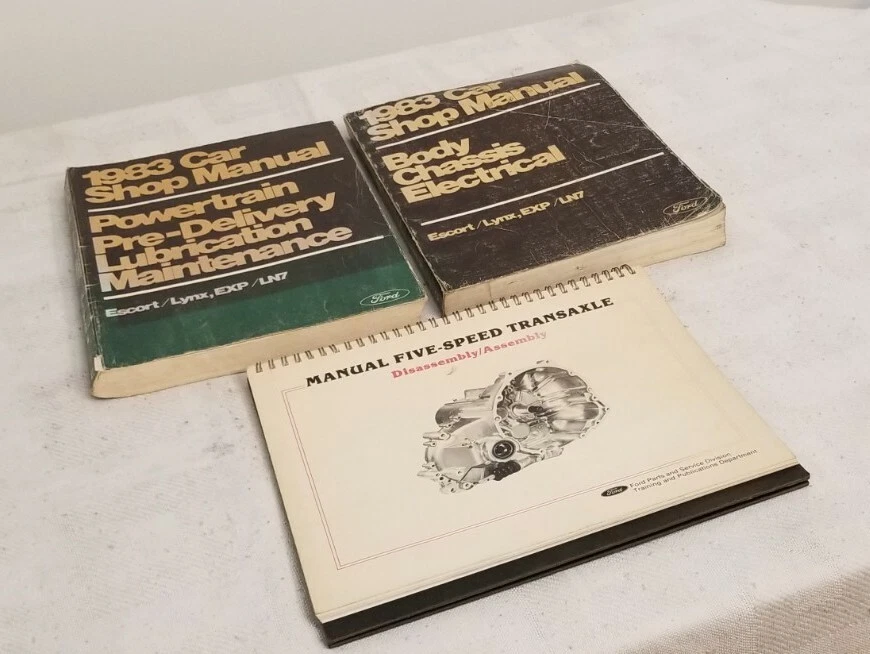 1983 Car
Shop Manual
Powertrain
Pre-Delivery
Lubrication
Maintenance
Escort/Lynx, EXP/LN7
Ford
1983 Car
Shop Manual
Body
Chassis
Electrical
Escort/Lynx, EXP/LN7
Ford
MANUAL FIVE-SPEED TRANSAXLE
Disassembly/Assembly
Ford
Ford Parts and Service Division
Training and Publications Department